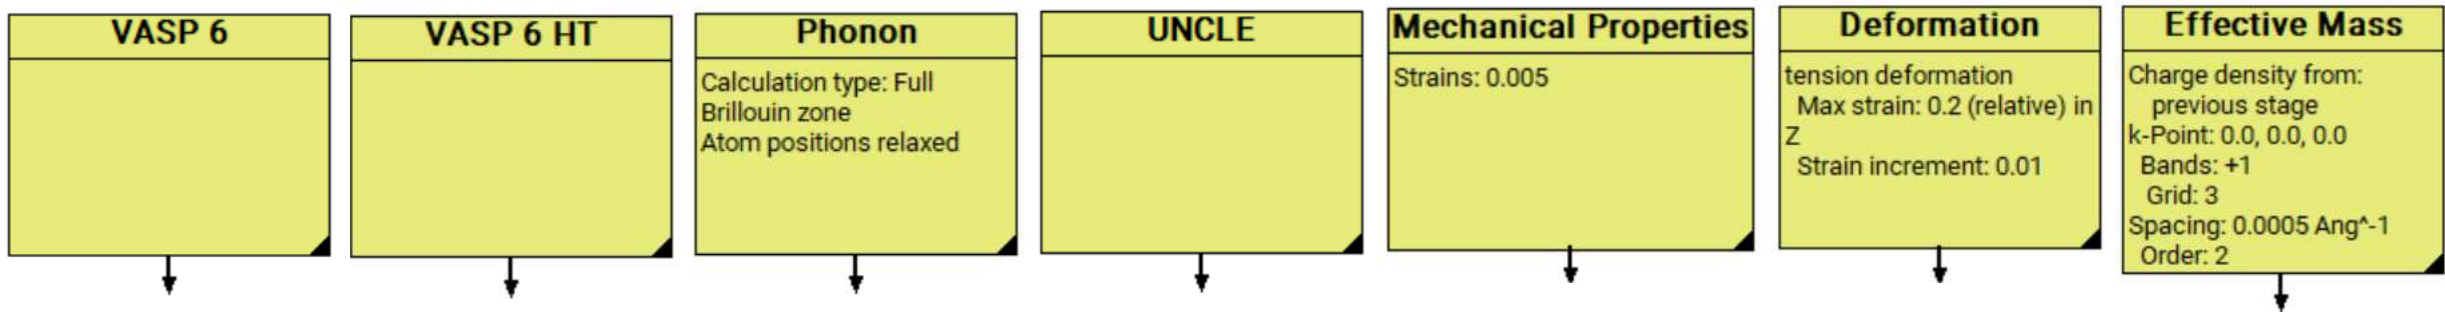 VASP 6
VASP 6 HT
Phonon
Calculation type: Full
Brillouin zone
Atom positions relaxed
UNCLE
Mechanical Properties
Strains: 0.005
Deformation
tension deformation
Max strain: 0.2 (relative) in
Z
Strain increment: 0.01
Effective Mass
Charge density from:
previous stage
k-Point: 0.0, 0.0, 0.0
Bands: +1
Grid: 3
Spacing: 0.0005 Ang^-1
Order: 2